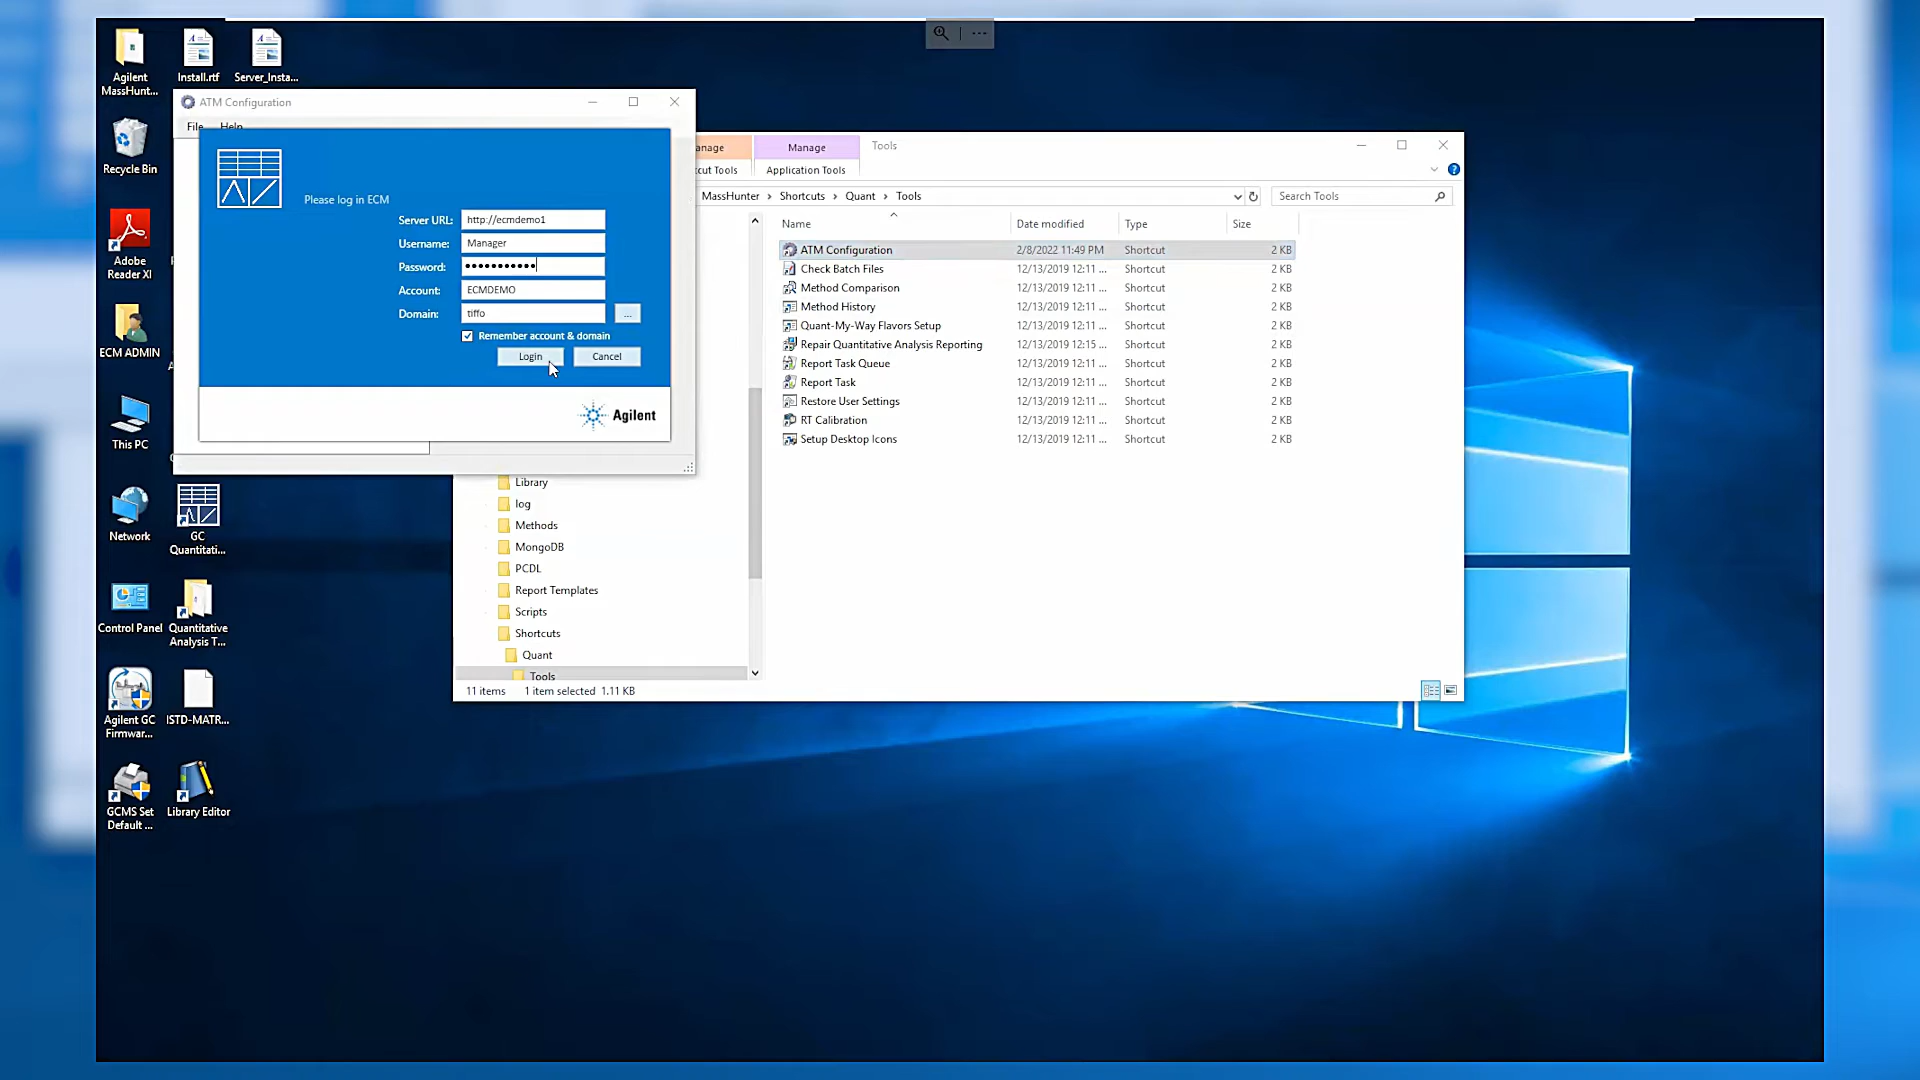 Agilent
MassHunt...
Install.rtf
Server_Insta...
Recycle Bin
Adobe
Reader XI
ECM ADMIN
This PC
Network
GC
Quantitati...
Control Panel
Quantitative
Analysis T...
Agilent GC
Firmwar...
ISTD-MATR...
GCMS Set
Default ...
Library Editor
ATM Configuration
File Help
Please log in ECM
Server URL: http://ecmdemo1
Username: Manager
Password: •••••••••••
Account: ECMDEMO
Domain: tiffo ...
Remember account & domain
Login Cancel
Agilent
anage Manage Tools
cut Tools Application Tools
MassHunter › Shortcuts › Quant › Tools
Search Tools
Name Date modified Type Size
ATM Configuration 2/8/2022 11:49 PM Shortcut 2 KB
Check Batch Files 12/13/2019 12:11 ... Shortcut 2 KB
Method Comparison 12/13/2019 12:11 ... Shortcut 2 KB
Method History 12/13/2019 12:11 ... Shortcut 2 KB
Quant-My-Way Flavors Setup 12/13/2019 12:11 ... Shortcut 2 KB
Repair Quantitative Analysis Reporting 12/13/2019 12:15 ... Shortcut 2 KB
Report Task Queue 12/13/2019 12:11 ... Shortcut 2 KB
Report Task 12/13/2019 12:11 ... Shortcut 2 KB
Restore User Settings 12/13/2019 12:11 ... Shortcut 2 KB
RT Calibration 12/13/2019 12:11 ... Shortcut 2 KB
Setup Desktop Icons 12/13/2019 12:11 ... Shortcut 2 KB
Library
log
Methods
MongoDB
PCDL
Report Templates
Scripts
Shortcuts
Quant
Tools
11 items 1 item selected 1.11 KB